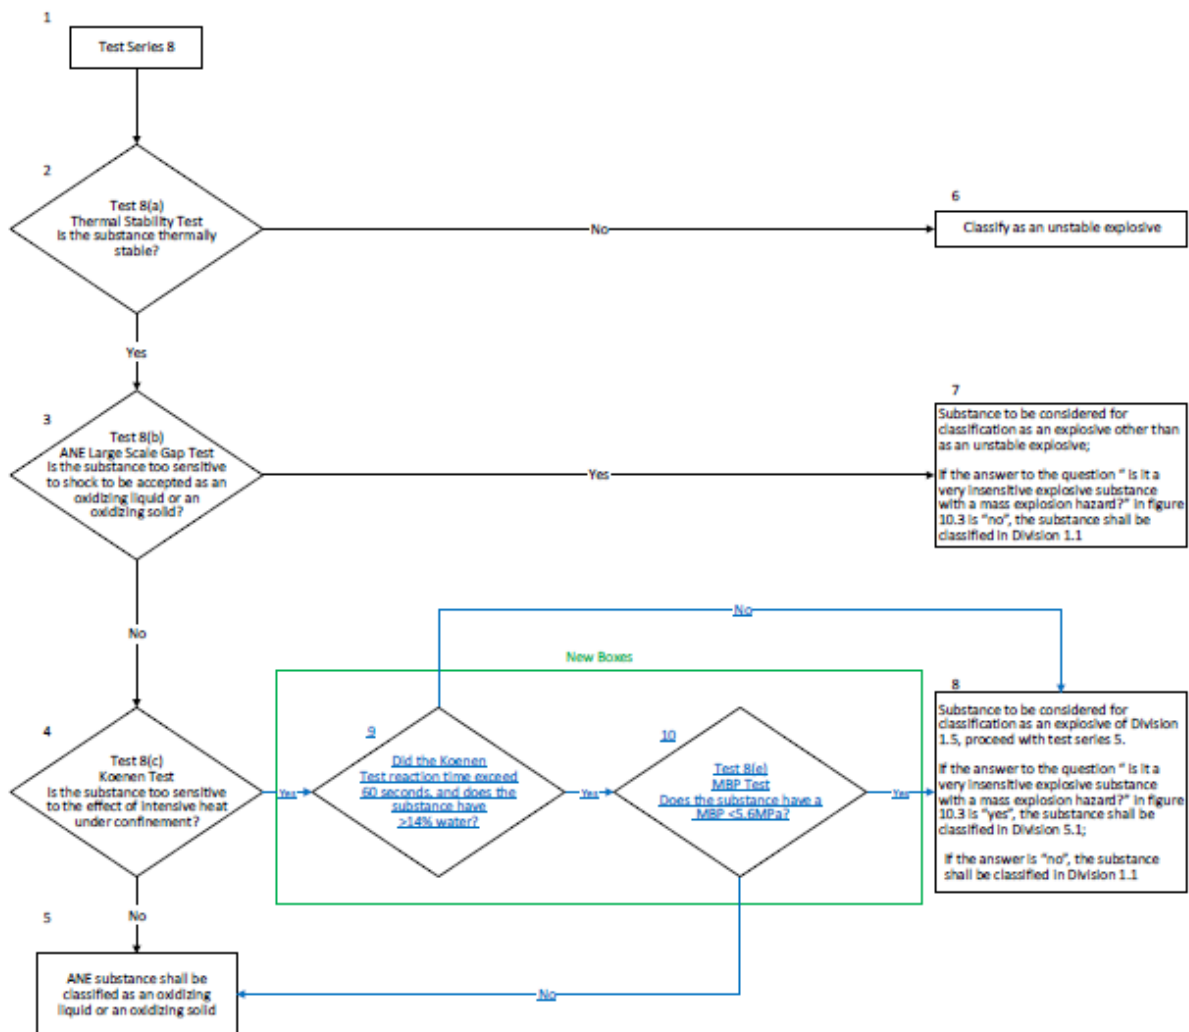 1
Test Series 8
2
Test 8(a)
Thermal Stability Test
Is the substance thermally
stable?
No
6
Classify as an unstable explosive
Yes
3
Test 8(b)
ANE Large Scale Gap Test
Is the substance too sensitive
to shock to be accepted as an
oxidizing liquid or an
oxidizing solid?
Yes
7
Substance to be considered for
classification as an explosive other than
as an unstable explosive;
If the answer to the question " is it a
very insensitive explosive substance
with a mass explosion hazard?" in figure
10.3 is "no", the substance shall be
classified in Division 1.1
No
No
New Boxes
4
Test 8(c)
Koenen Test
Is the substance too sensitive
to the effect of intensive heat
under confinement?
Yes
9
Did the Koenen
Test reaction time exceed
60 seconds, and does the
substance have
>14% water?
Yes
10
Test 8(e)
MBP Test
Does the substance have a
MBP <5.6MPa?
Yes
8
Substance to be considered for
classification as an explosive of Division
1.5, proceed with test series 5.
If the answer to the question " is it a
very insensitive explosive substance
with a mass explosion hazard?" in figure
10.3 is "yes", the substance shall be
classified in Division 5.1;
If the answer is "no", the substance
shall be classified in Division 1.1
No
5
ANE substance shall be
classified as an oxidizing
liquid or an oxidizing solid
No